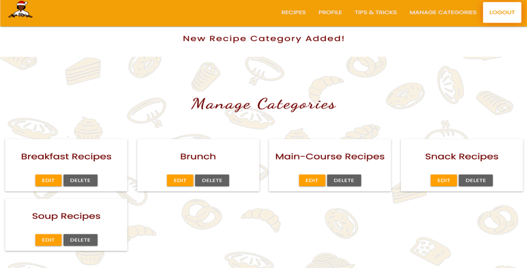 RECIPES PROFILE TIPS & TRICKS MANAGE CATEGORIES LOGOUT
New Recipe Category Added!
Manage Categories
Breakfast Recipes Brunch Main-Course Recipes Snack Recipes
EDIT DELETE EDIT DELETE EDIT DELETE EDIT DELETE
Soup Recipes
EDIT DELETE